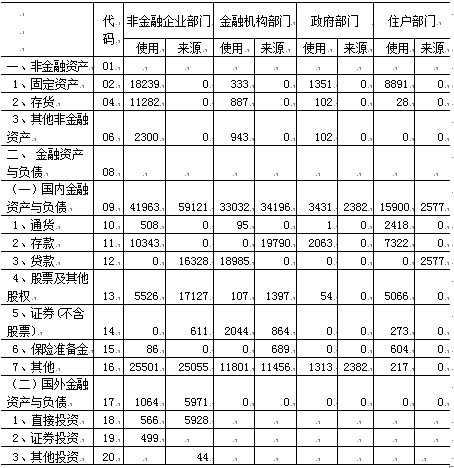 代码 非金融企业部门 金融机构部门 政府部门 住户部门
使用 来源 使用 来源 使用 来源 使用 来源
一、非金融资产 01
1、固定资产 02 18239 0 333 0 1351 0 8891 0
2、存货 04 11282 0 887 0 102 0 28 0
3、其他非金融
资产 06 2300 0 943 0 102 0 0 0
二、 金融资产
与负债 08
(一)国内金融
资产与负债 09 41963 59121 33032 34196 3431 2382 15900 2577
1、通货 10 508 0 95 0 1 0 2418 0
2、存款 11 10343 0 0 19790 2063 0 7322 0
3、贷款 12 0 16328 18985 0 0 0 0 2577
4、股票及其他
股权 13 5526 17127 107 1397 54 0 5066 0
5、证券(不含
股票) 14 0 611 2044 864 0 0 273 0
6、保险准备金 15 86 0 0 689 0 0 604 0
7、其他 16 25501 25055 11801 11456 1313 2382 217 0
(二)国外金融
资产与负债 17 1064 5971 0 0 0 0 0 0
1、直接投资 18 566 5928
2、证券投资 19 499
3、其他投资 20 44